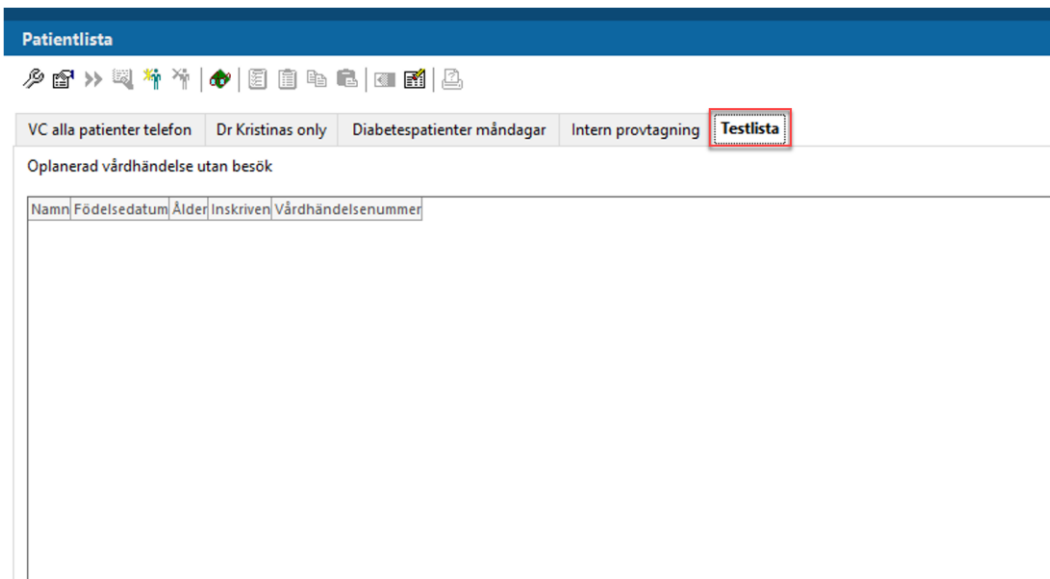 Patientlista
VC alla patienter telefon Dr Kristinas only Diabetespatienter måndagar Intern provtagning Testlista
Oplanerad vårdhändelse utan besök
Namn Födelsedatum Ålder Inskriven Vårdhändelsenummer